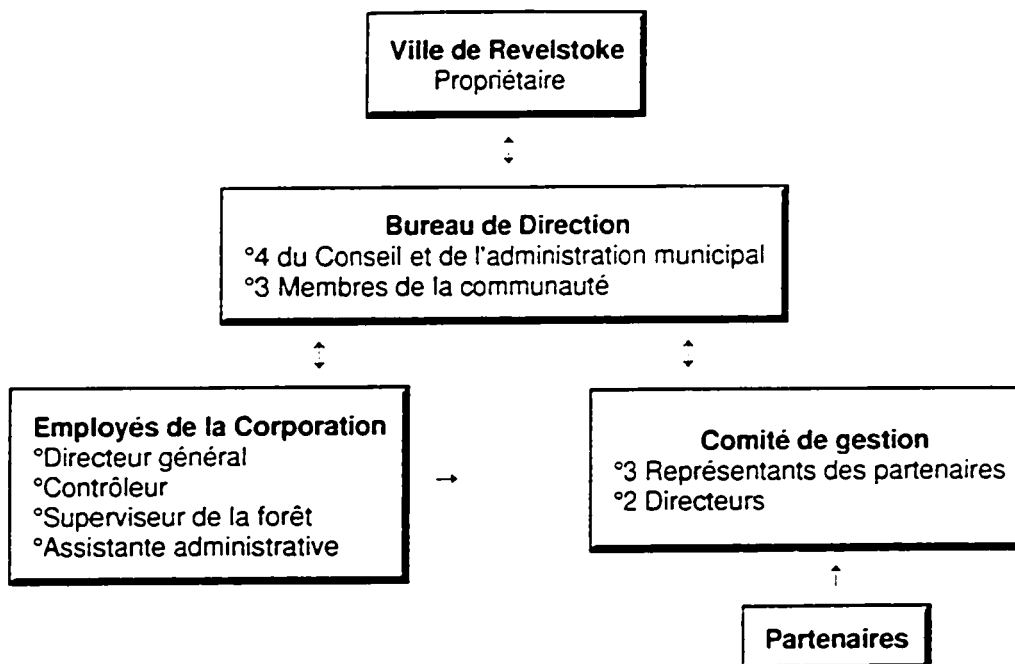 Ville de Revelstoke
Propriétaire
Bureau de Direction
°4 du Conseil et de l'administration municipal
°3 Membres de la communauté
Employés de la Corporation
°Directeur général
°Contrôleur
°Superviseur de la forêt
°Assistante administrative
Comité de gestion
°3 Représentants des partenaires
°2 Directeurs
Partenaires